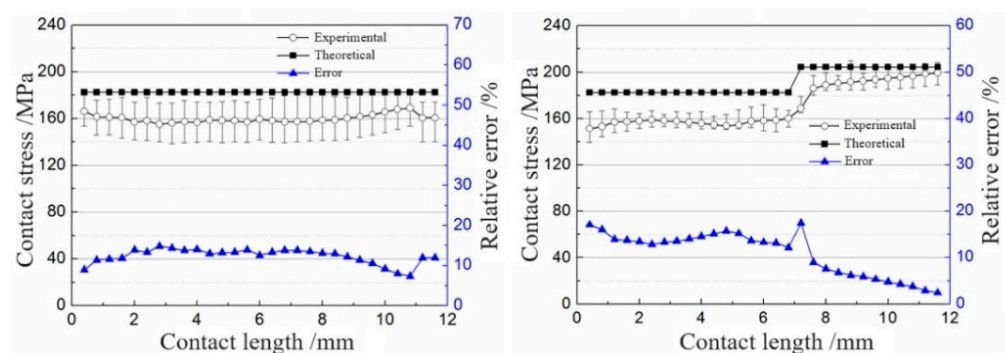 Contact stress /MPa
240
200
160
120
80
40
0
Experimental
Theoretical
Error
70
60
50
40
30
20
10
0
Relative error /%
0 2 4 6 8 10 12
Contact length /mm
Contact stress /MPa
240
200
160
120
80
40
0
Experimental
Theoretical
Error
60
50
40
30
20
10
0
Relative error /%
0 2 4 6 8 10 12
Contact length /mm